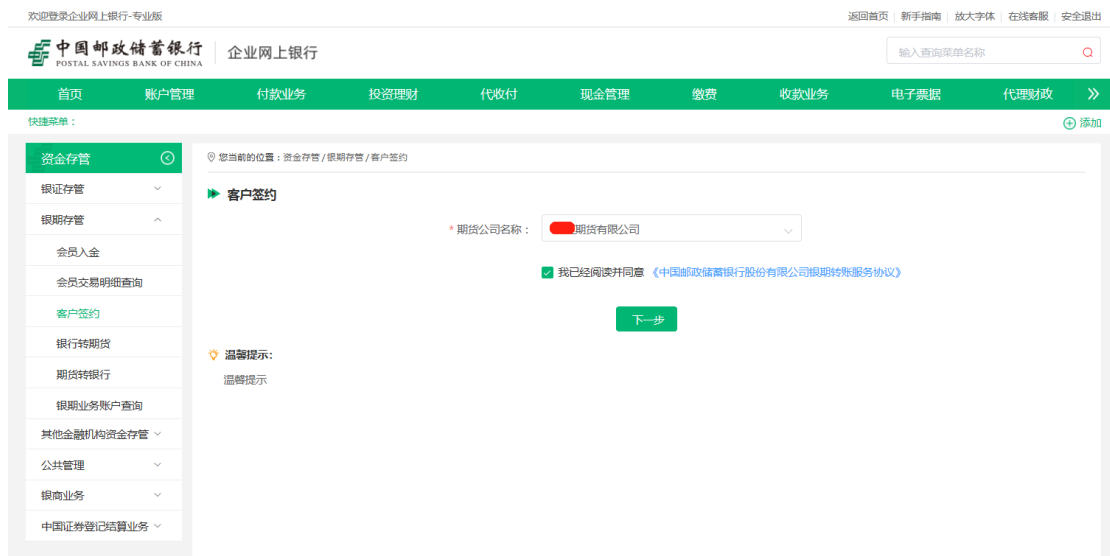 欢迎登录企业网上银行-专业版
返回首页 新手指南 放大字体 在线客服 安全退出
中国邮政储蓄银行 企业网上银行
POSTAL SAVINGS BANK OF CHINA
输入查询菜单名称
首页 账户管理 付款业务 投资理财 代收付 现金管理 缴费 收款业务 电子票据 代理财政
快捷菜单：
添加
资金存管
银证存管
银期存管
会员入金
会员交易明细查询
客户签约
银行转期货
期货转银行
银期业务账户查询
其他金融机构资金存管
公共管理
银商业务
中国证券登记结算业务
您当前的位置：资金存管/银期存管/客户签约
客户签约
* 期货公司名称： 期货有限公司
我已经阅读并同意 《中国邮政储蓄银行股份有限公司银期转账服务协议》
下一步
温馨提示：
温馨提示